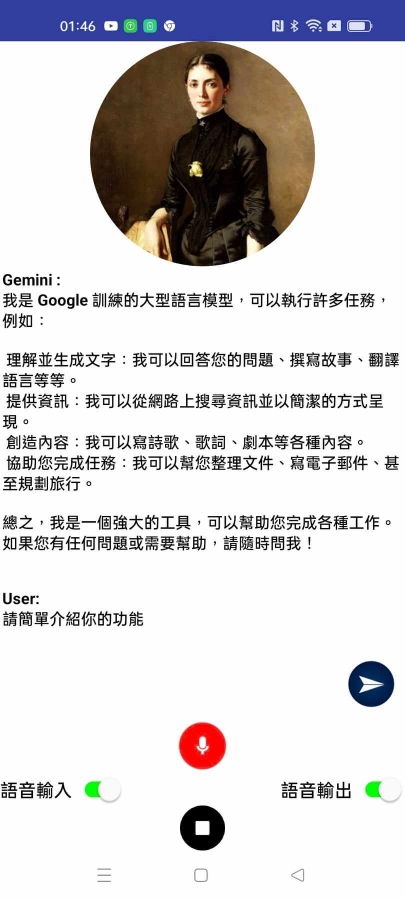 01:46
Gemini :
我是 Google 訓練的大型語言模型，可以執行許多任務，
例如：
理解並生成文字：我可以回答您的問題、撰寫故事、翻譯
語言等等。
提供資訊：我可以從網路上搜尋資訊並以簡潔的方式呈
現。
創造內容：我可以寫詩歌、歌詞、劇本等各種內容。
協助您完成任務：我可以幫您整理文件、寫電子郵件、甚
至規劃旅行。
總之，我是一個強大的工具，可以幫助您完成各種工作。
如果您有任何問題或需要幫助，請隨時問我！
User:
請簡單介紹你的功能
語音輸入
語音輸出